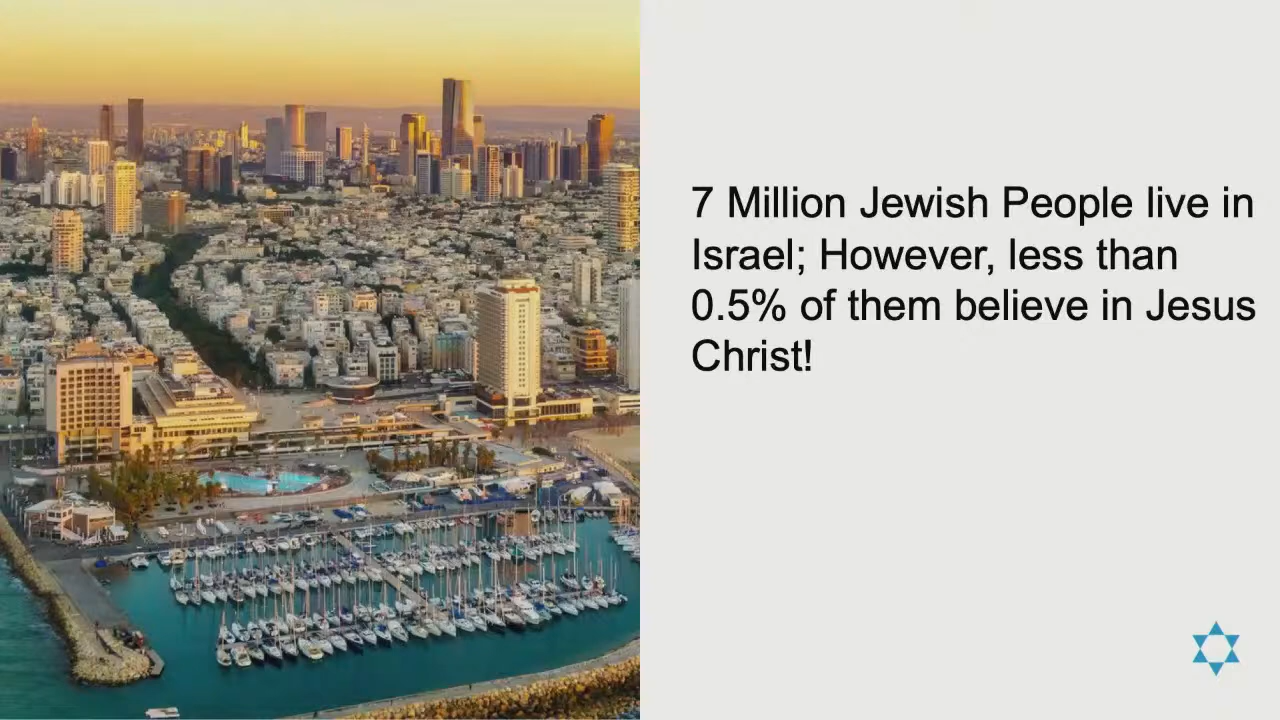 7 Million Jewish People live in
Israel; However, less than
0.5% of them believe in Jesus
Christ!